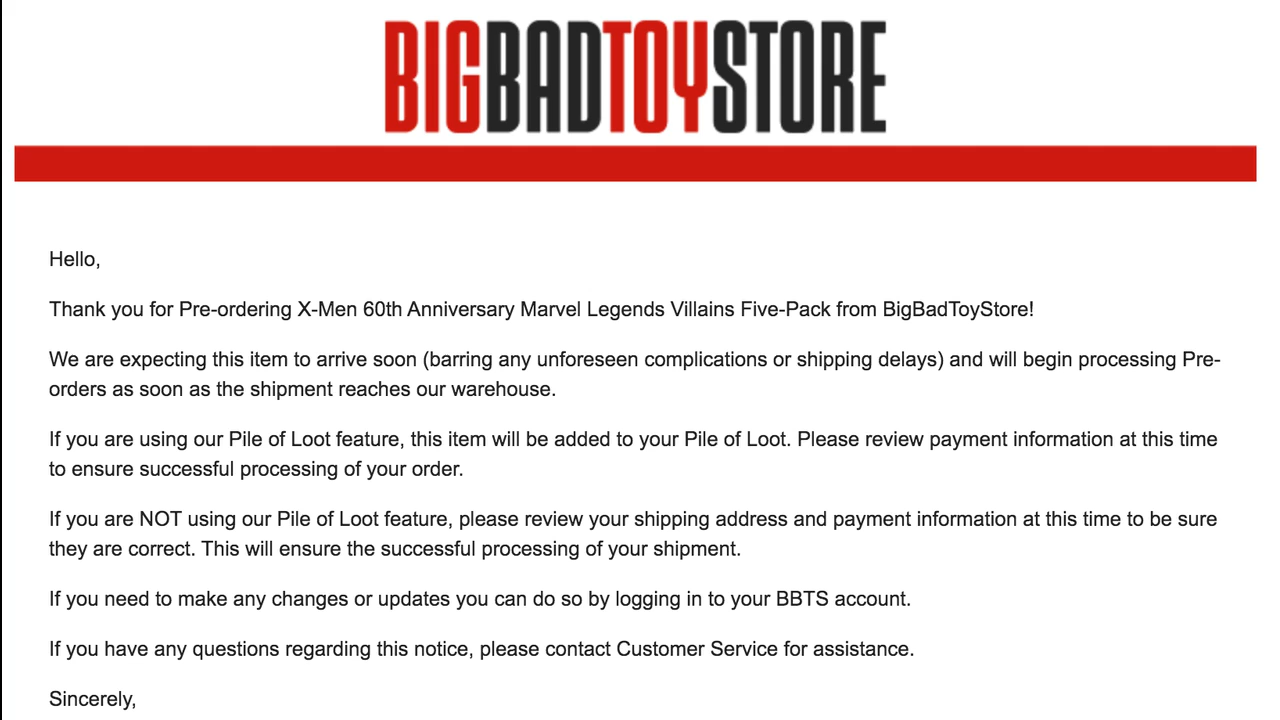 BIGBADTOYSTORE
Hello,
Thank you for Pre-ordering X-Men 60th Anniversary Marvel Legends Villains Five-Pack from BigBadToyStore!
We are expecting this item to arrive soon (barring any unforeseen complications or shipping delays) and will begin processing Pre-
orders as soon as the shipment reaches our warehouse.
If you are using our Pile of Loot feature, this item will be added to your Pile of Loot. Please review payment information at this time
to ensure successful processing of your order.
If you are NOT using our Pile of Loot feature, please review your shipping address and payment information at this time to be sure
they are correct. This will ensure the successful processing of your shipment.
If you need to make any changes or updates you can do so by logging in to your BBTS account.
If you have any questions regarding this notice, please contact Customer Service for assistance.
Sincerely,